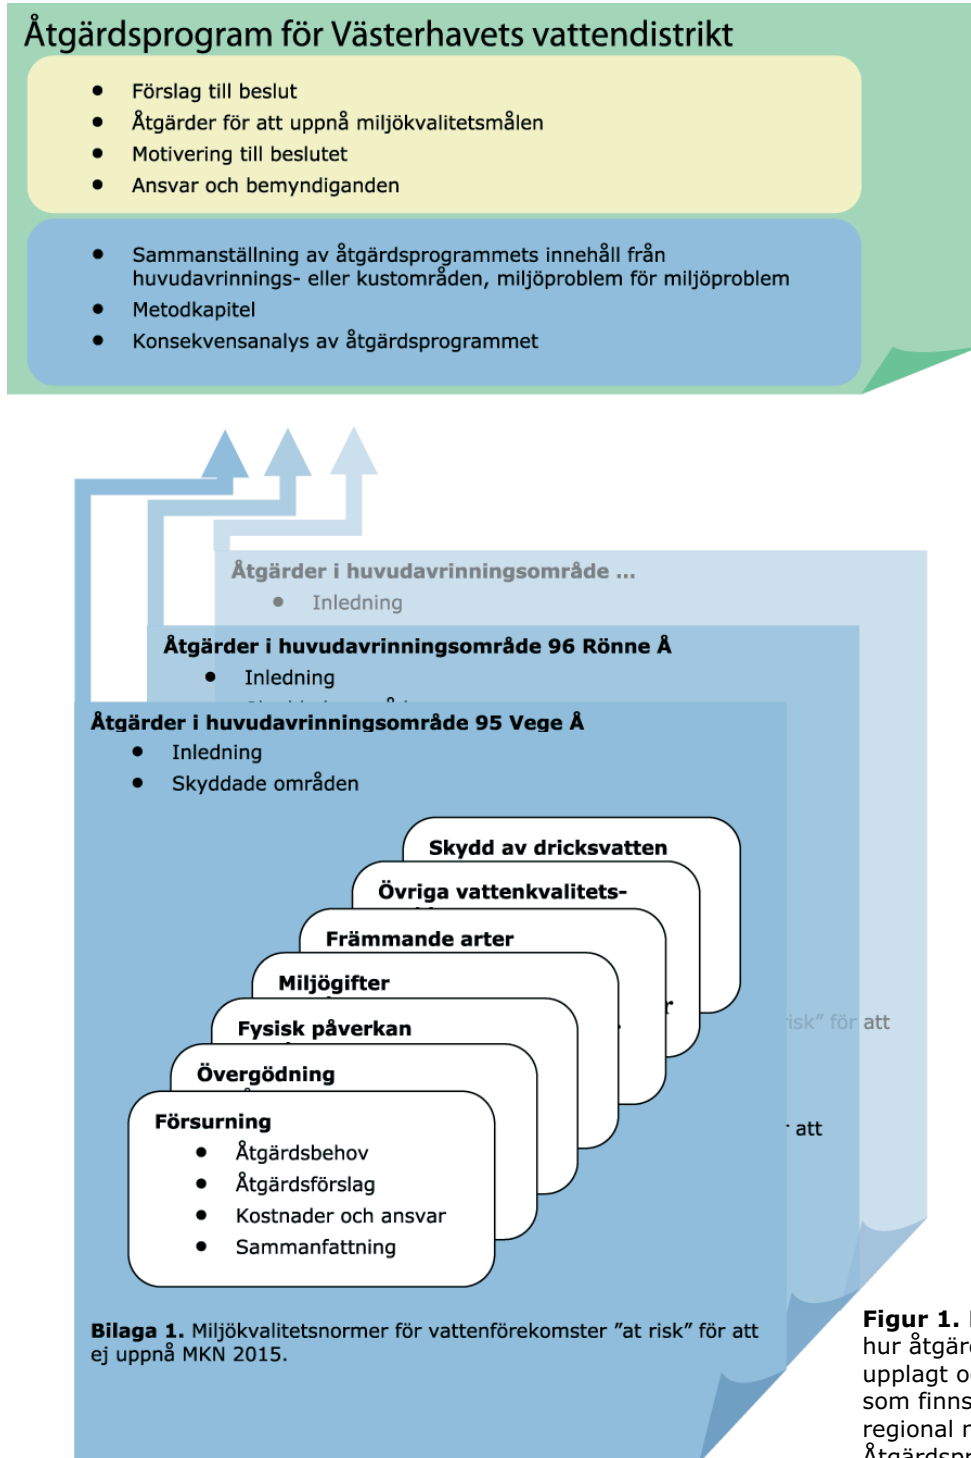 Åtgärdsprogram för Västerhavets vattendistrikt
● Förslag till beslut
● Åtgärder för att uppnå miljökvalitetsmålen
● Motivering till beslutet
● Ansvar och bemyndiganden
● Sammanställning av åtgärdsprogrammets innehåll från
huvudavrinnings- eller kustområden, miljöproblem för miljöproblem
● Metodkapitel
● Konsekvensanalys av åtgärdsprogrammet
Åtgärder i huvudavrinningsområde ...
● Inledning
Åtgärder i huvudavrinningsområde 96 Rönne Å
● Inledning
Åtgärder i huvudavrinningsområde 95 Vege Å
● Inledning
● Skyddade områden
Skydd av dricksvatten
Övriga vattenkvalitets-
Främmande arter
Miljögifter
Fysisk påverkan
Övergödning
Försurning
● Åtgärdsbehov
● Åtgärdsförslag
● Kostnader och ansvar
● Sammanfattning
risk” för att
att
Bilaga 1. Miljökvalitetsnormer för vattenförekomster ”at risk” för att
ej uppnå MKN 2015.
Figur 1.
hur
upplagt
som finns
regional